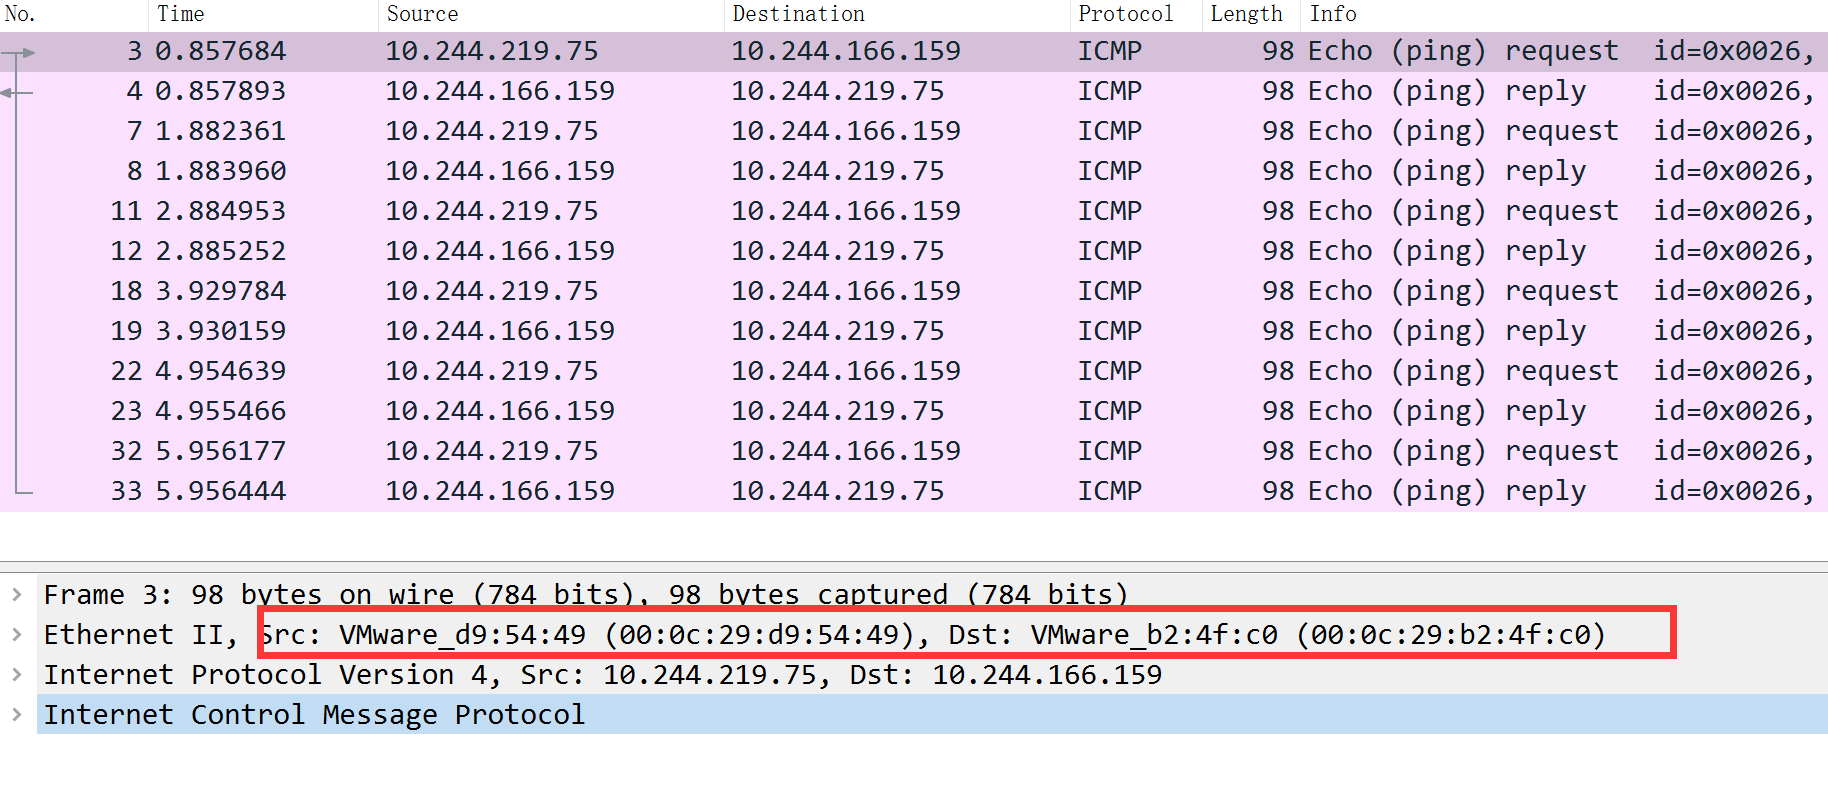 No. Time Source Destination Protocol Length Info
3 0.857684 10.244.219.75 10.244.166.159 ICMP 98 Echo (ping) request id=0x0026,
4 0.857893 10.244.166.159 10.244.219.75 ICMP 98 Echo (ping) reply id=0x0026,
7 1.882361 10.244.219.75 10.244.166.159 ICMP 98 Echo (ping) request id=0x0026,
8 1.883960 10.244.166.159 10.244.219.75 ICMP 98 Echo (ping) reply id=0x0026,
11 2.884953 10.244.219.75 10.244.166.159 ICMP 98 Echo (ping) request id=0x0026,
12 2.885252 10.244.166.159 10.244.219.75 ICMP 98 Echo (ping) reply id=0x0026,
18 3.929784 10.244.219.75 10.244.166.159 ICMP 98 Echo (ping) request id=0x0026,
19 3.930159 10.244.166.159 10.244.219.75 ICMP 98 Echo (ping) reply id=0x0026,
22 4.954639 10.244.219.75 10.244.166.159 ICMP 98 Echo (ping) request id=0x0026,
23 4.955466 10.244.166.159 10.244.219.75 ICMP 98 Echo (ping) reply id=0x0026,
32 5.956177 10.244.219.75 10.244.166.159 ICMP 98 Echo (ping) request id=0x0026,
33 5.956444 10.244.166.159 10.244.219.75 ICMP 98 Echo (ping) reply id=0x0026,
Frame 3: 98 bytes on wire (784 bits), 98 bytes captured (784 bits)
Ethernet II, Src: VMware_d9:54:49 (00:0c:29:d9:54:49), Dst: VMware_b2:4f:c0 (00:0c:29:b2:4f:c0)
Internet Protocol Version 4, Src: 10.244.219.75, Dst: 10.244.166.159
Internet Control Message Protocol